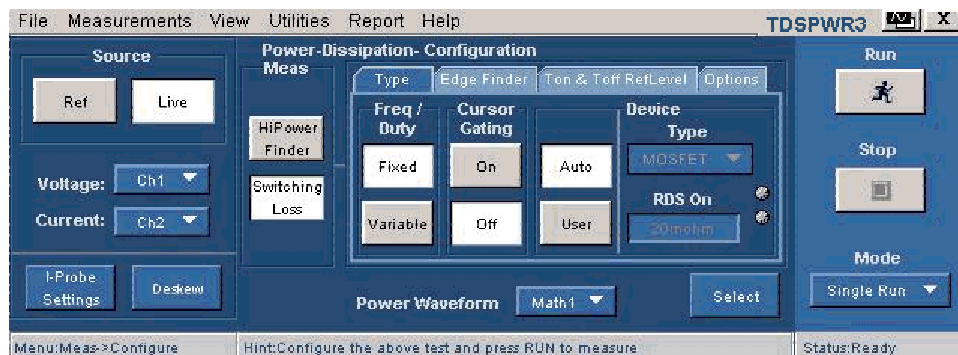 File Measurements View Utilities Report Help
TDSPWR3
X
Source
Ref
Live
Voltage:
Ch1
Current:
Ch2
I-Probe
Settings
Deskew
Power-Dissipation- Configuration
Meas
HiPower
Finder
Switching
Loss
Type
Edge Finder
Ton & Toff RefLevel
Options
Freq /
Duty
Fixed
Variable
Cursor
Gating
On
Off
Auto
User
Device
Type
MOSFET
RDS On
20mohm
Power Waveform
Math1
Select
Run
Stop
Mode
Single Run
Menu:Meas->Configure
Hint:Configure the above test and press RUN to measure
Status:Ready